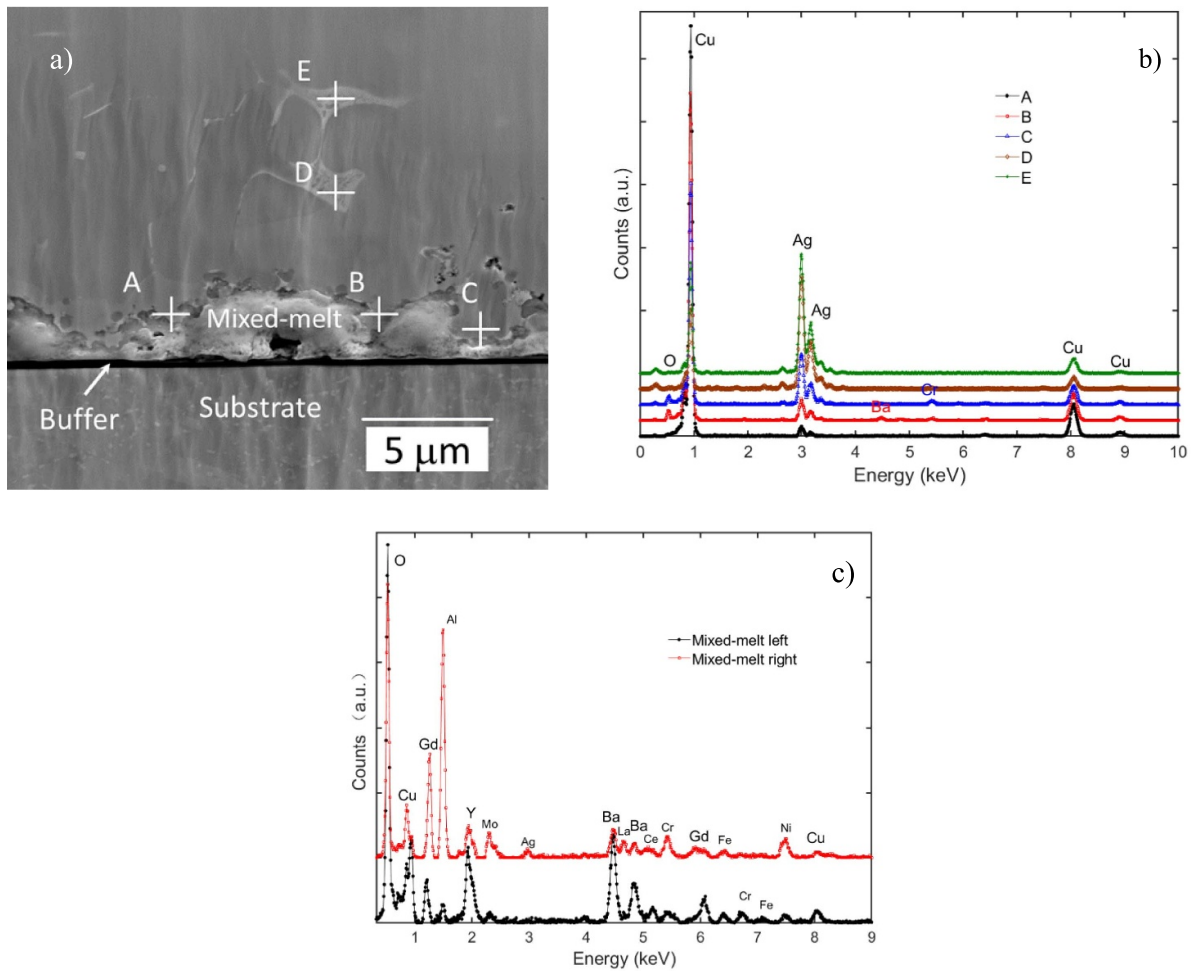 a)
E
D
A
B
C
Mixed-melt
Buffer
Substrate
5 μm
b)
Cu
A
B
C
D
E
Ag
Ag
O
Cu
Cu
Cr
Ba
Counts (a.u.)
0 1 2 3 4 5 6 7 8 9 10
Energy (keV)
c)
O
Al
Mixed-melt left
Mixed-melt right
Gd
Cu
Y
Mo
Ag
Ba
La
Ba
Ce
Cr
Gd
Fe
Ni
Cu
Cr
Fe
Counts (a.u.)
1 2 3 4 5 6 7 8 9
Energy (keV)